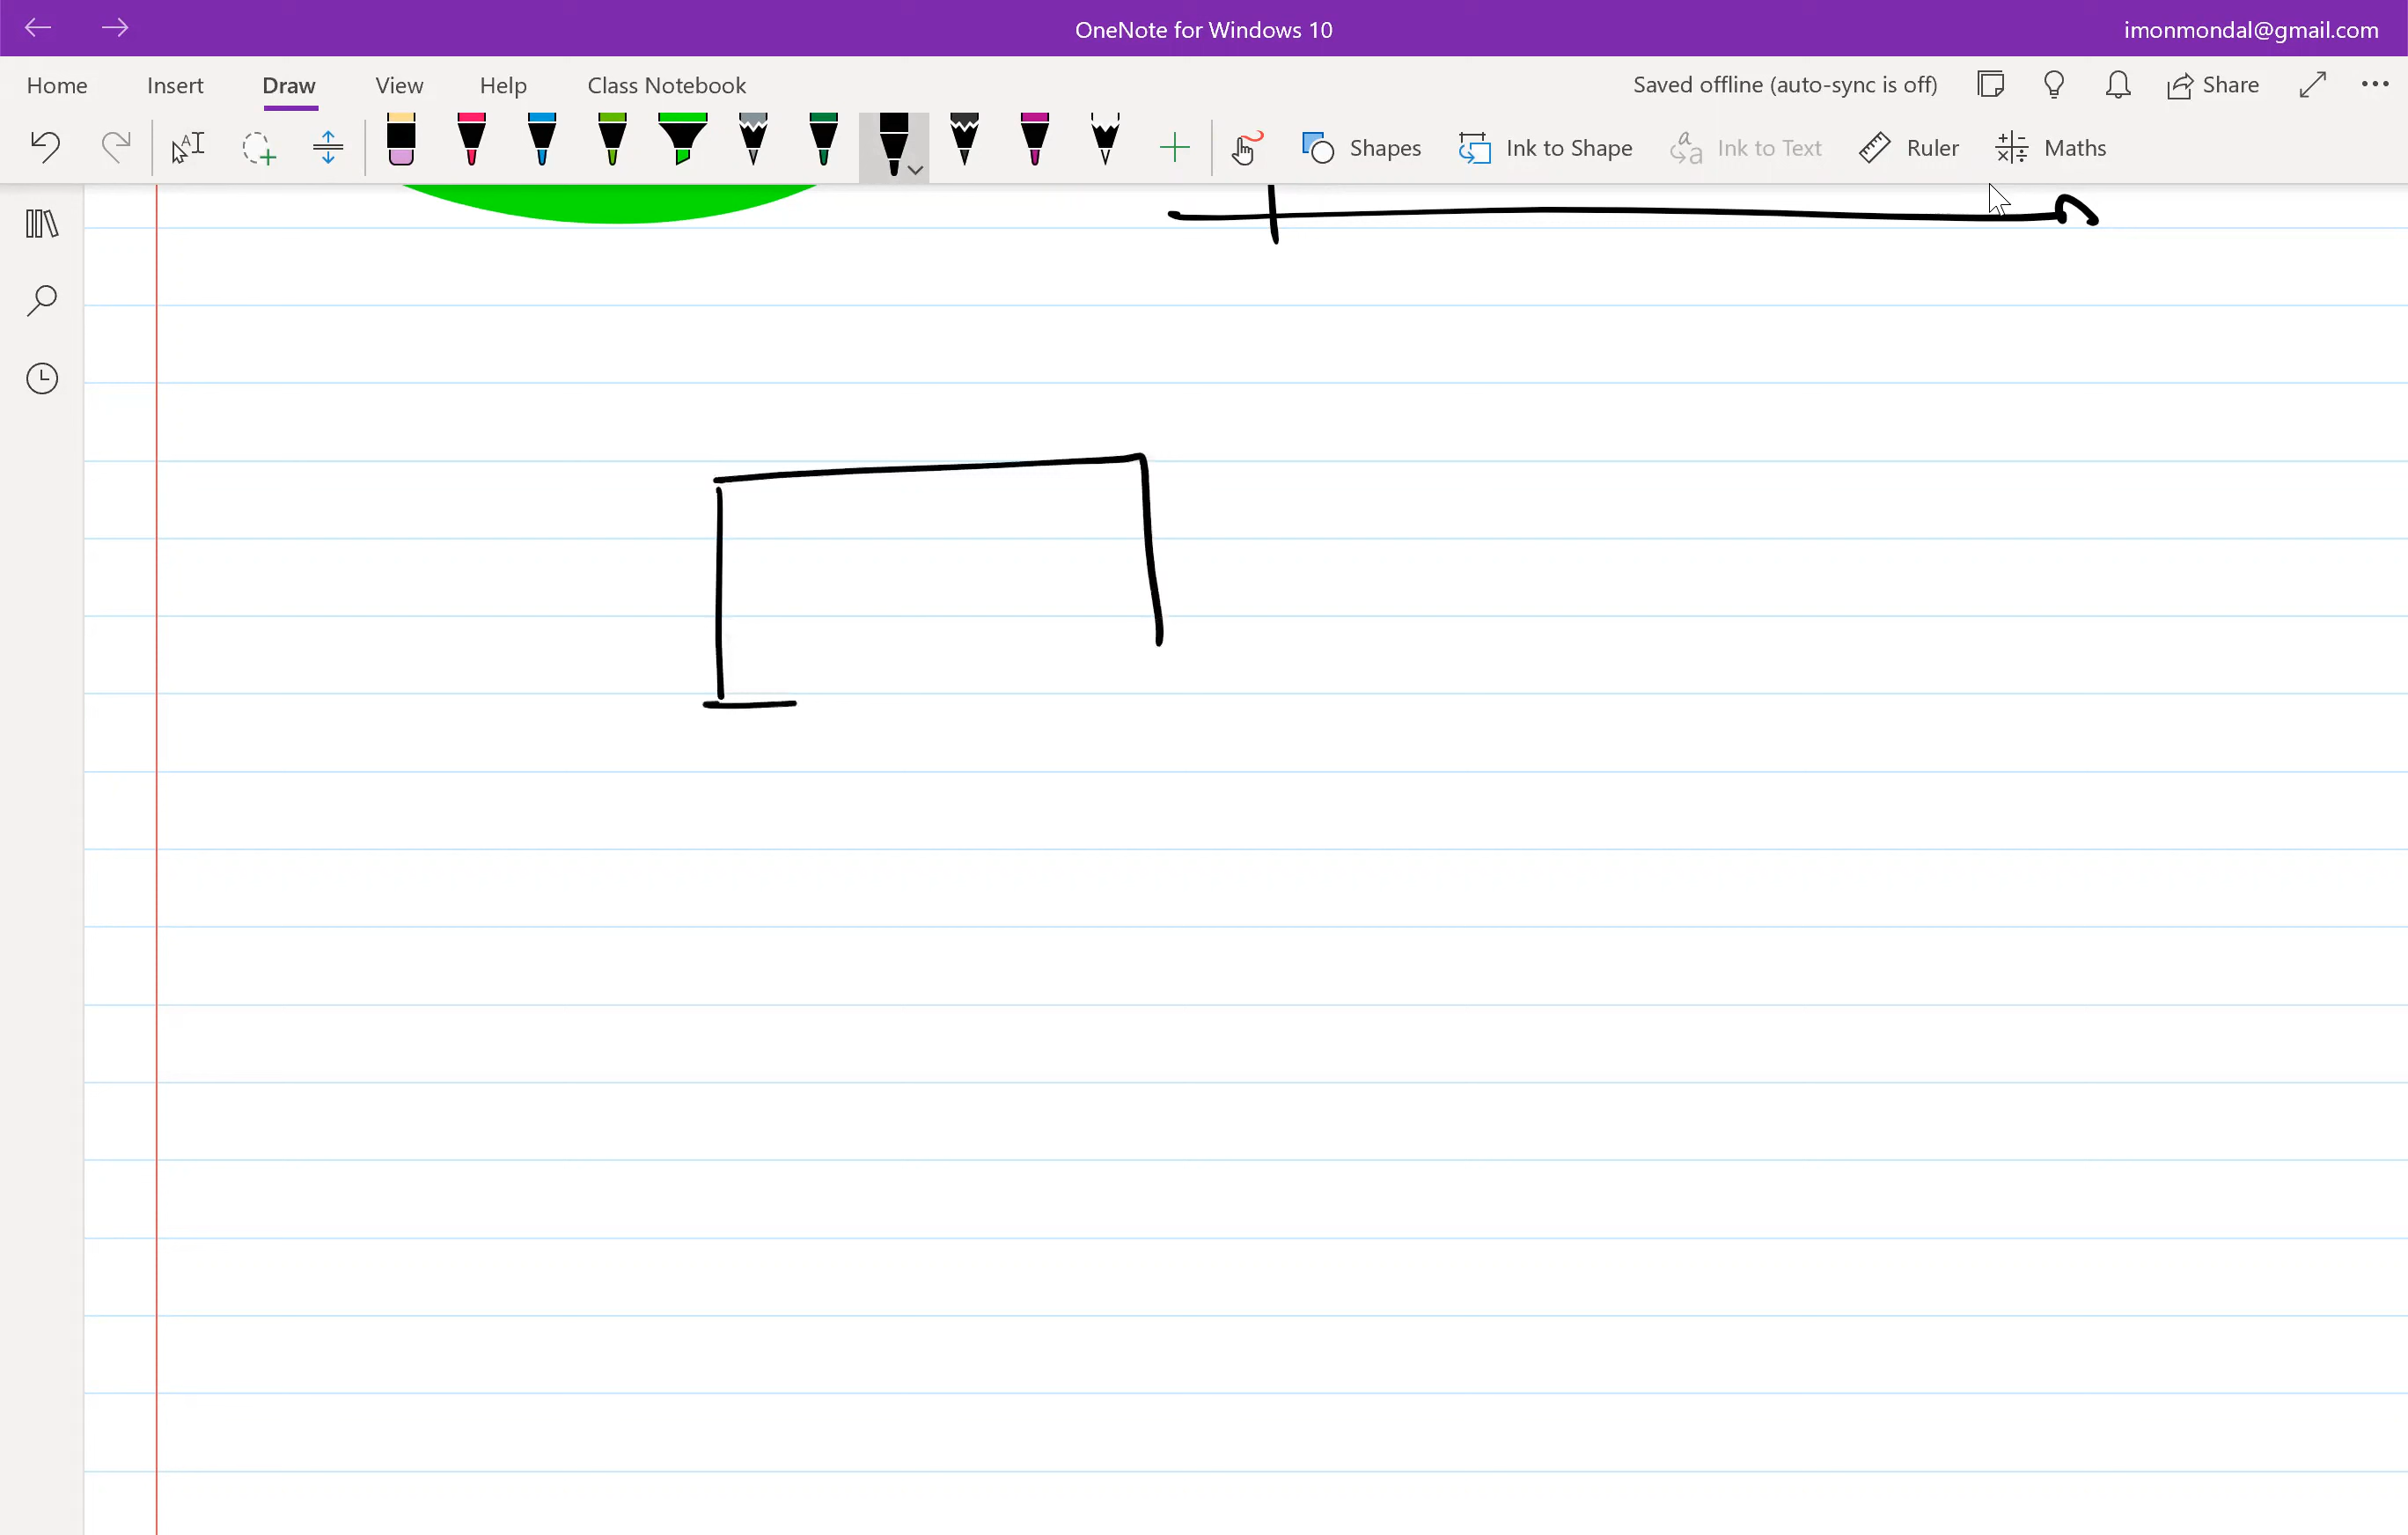 OneNote for Windows 10
imonmondal@gmail.com
Home Insert Draw View Help Class Notebook
Saved offline (auto-sync is off) Share
Shapes Ink to Shape Ink to Text Ruler Maths